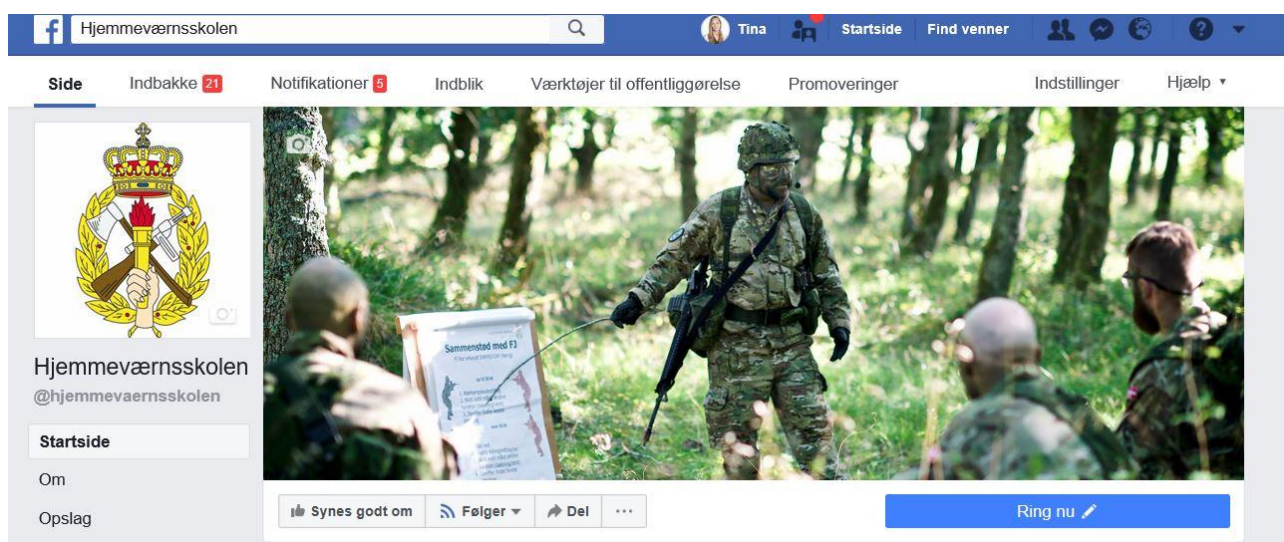 Hjemmeværnsskolen
Tina Startside Find venner
Side Indbakke 21 Notifikationer 5 Indblik Værktøjer til offentliggørelse Promoveringer Indstillinger Hjælp
Sammenstød med FJ
Hjemmeværnsskolen
@hjemmevaernsskolen
Startside
Om
Opslag
Synes godt om Følger Del ...
Ring nu